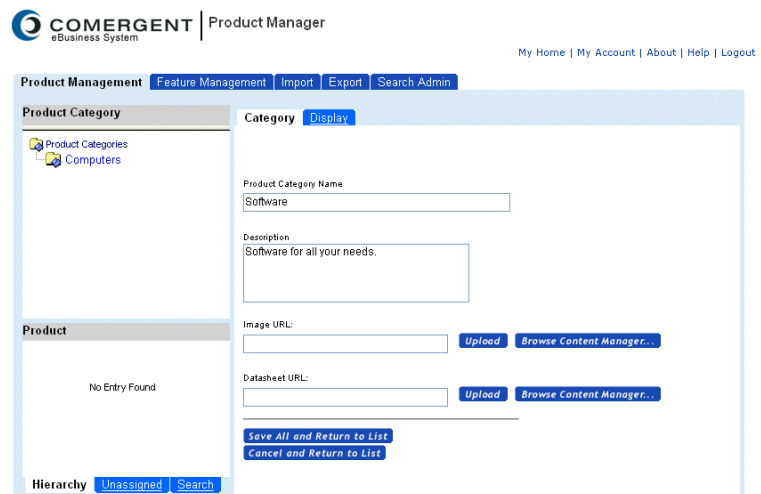 COMERGENT
eBusiness System
Product Manager
My Home | My Account | About | Help | Logout
Product Management Feature Management Import Export Search Admin
Product Category
Product Categories
Computers
Category Display
Product Category Name
Software
Description
Software for all your needs.
Image URL:
Upload Browse Content Manager...
Datasheet URL:
Upload Browse Content Manager...
Save All and Return to List
Cancel and Return to List
Product
No Entry Found
Hierarchy Unassigned Search